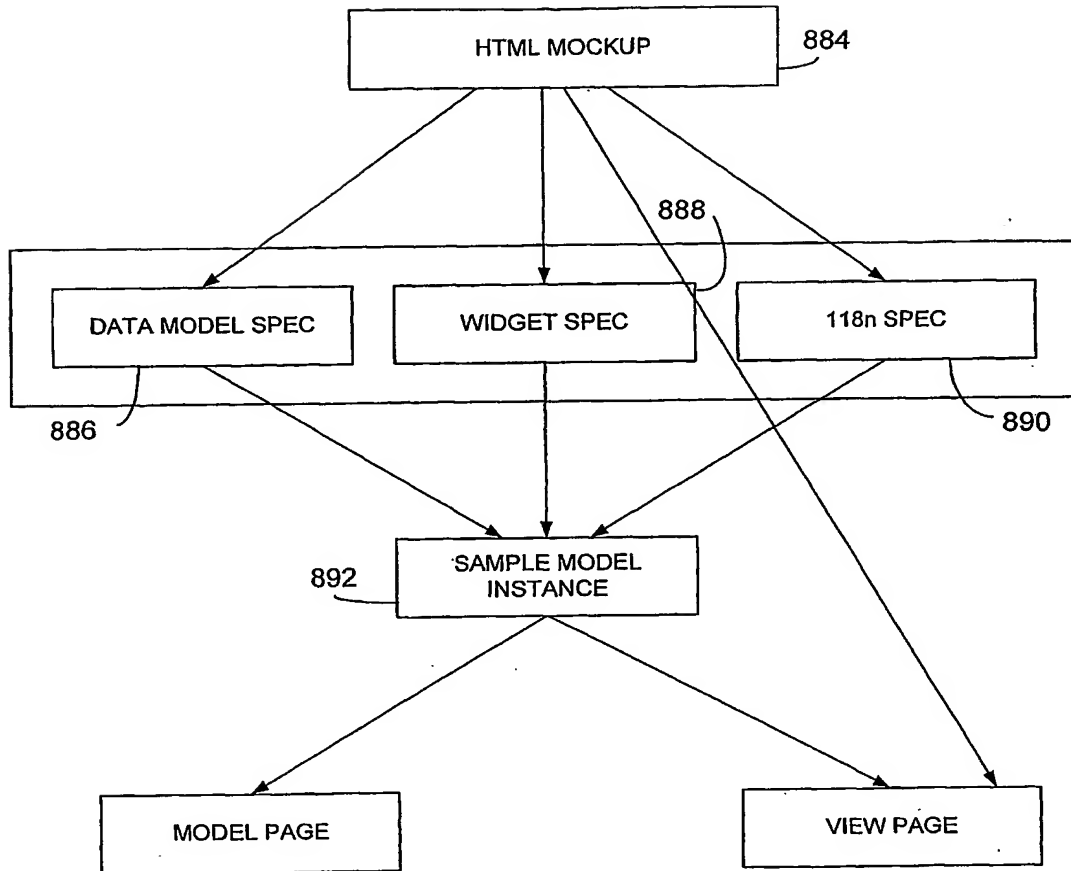 HTML MOCKUP
884
888
DATA MODEL SPEC
WIDGET SPEC
118n SPEC
886
890
SAMPLE MODEL
INSTANCE
892
MODEL PAGE
VIEW PAGE